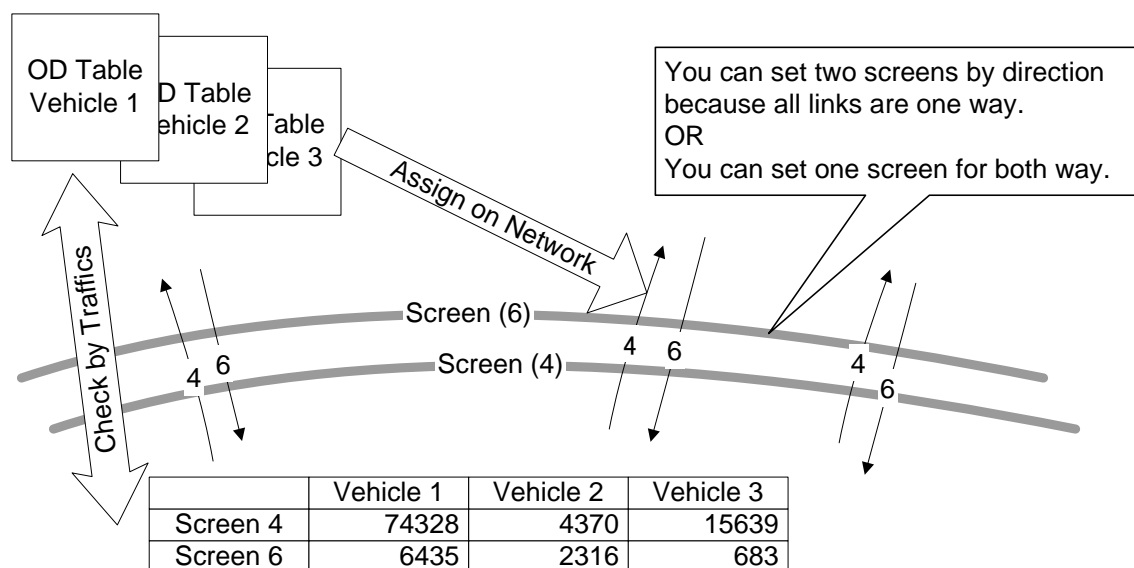 OD Table
Vehicle 1
D Table
ehicle 2
Table
cle 3
You can set two screens by direction
because all links are one way.
OR
You can set one screen for both way.
Assign on Network
Check by Traffics
Screen (6)
Screen (4)
4
6
4
6
4
6
Vehicle 1 Vehicle 2 Vehicle 3
Screen 4 74328 4370 15639
Screen 6 6435 2316 683